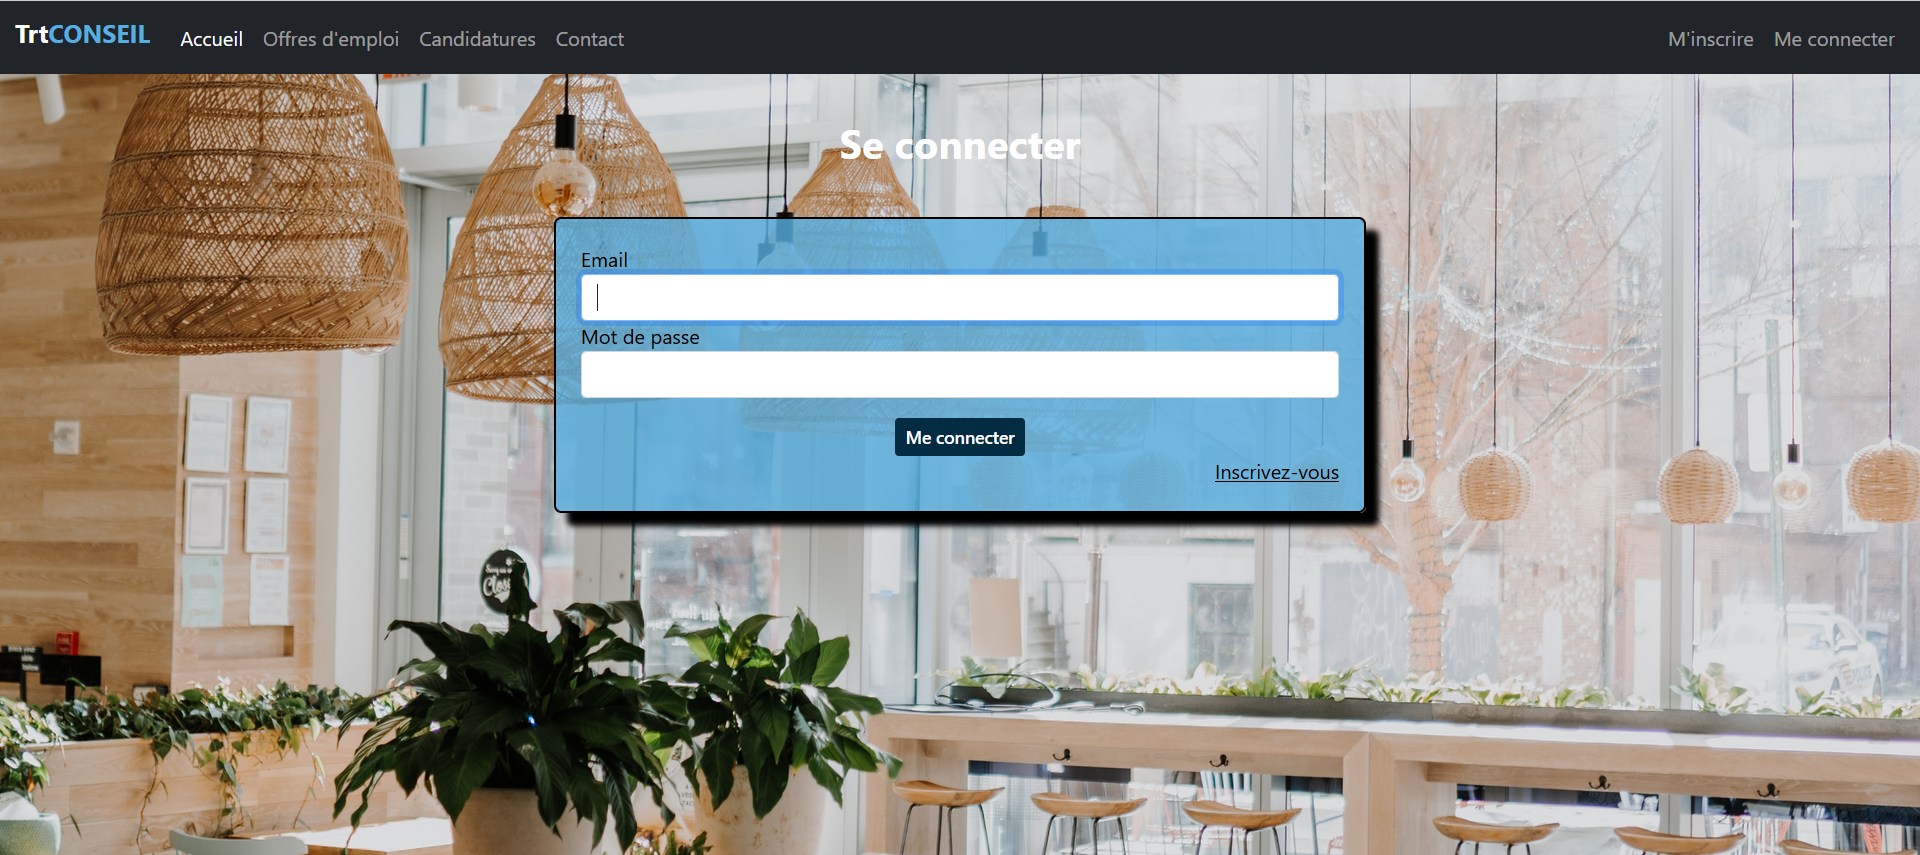 TrtCONSEIL Accueil Offres d'emploi Candidatures Contact M'inscrire Me connecter
Se connecter
Email
Mot de passe
Me connecter
Inscrivez-vous